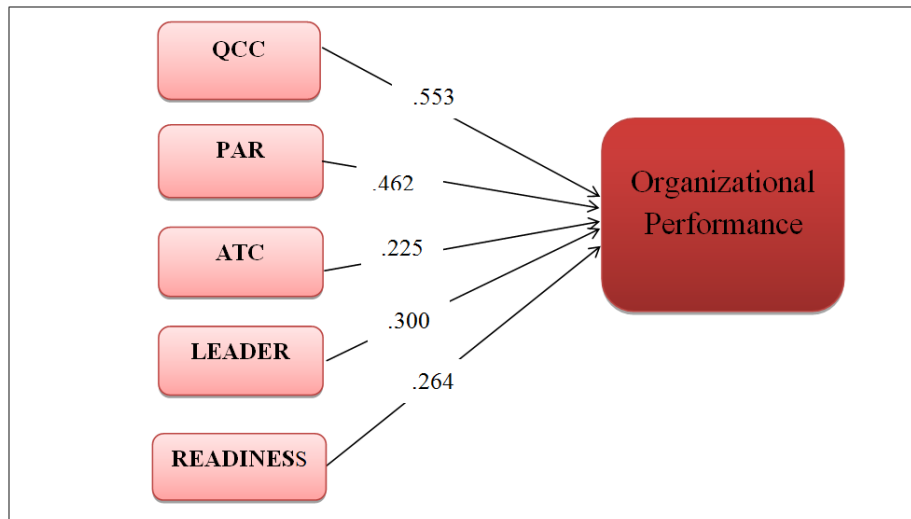 QCC
.553
PAR
.462
Organizational
Performance
ATC
.225
LEADER
.300
.264
READINESS